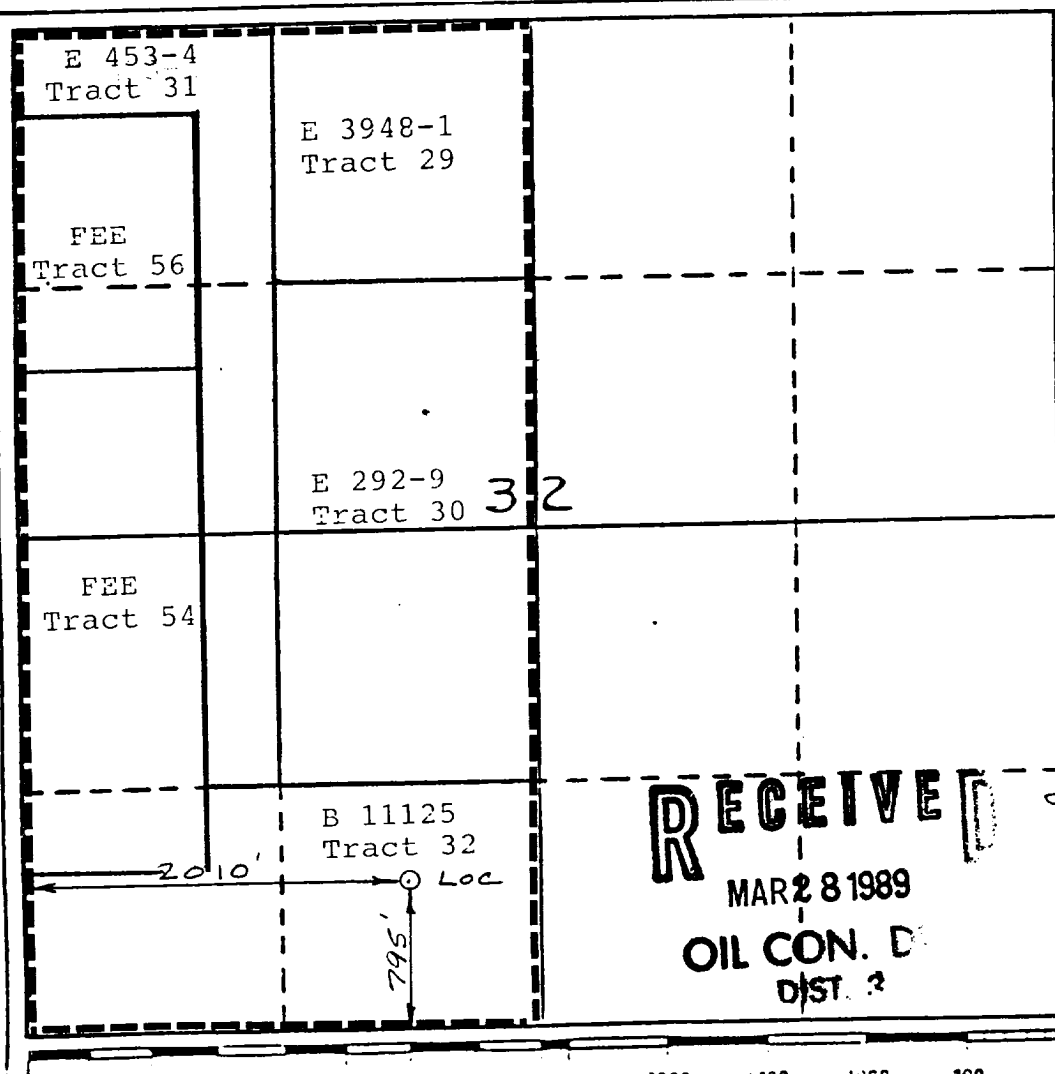 E 453-4
Tract 31
E 3948-1
Tract 29
FEE
Tract 56
E 292-9
Tract 30
32
FEE
Tract 54
B 11125
Tract 32
2010'
LOC
795'
RECEIVED
MAR 28 1989
OIL CON. D
DIST. 3